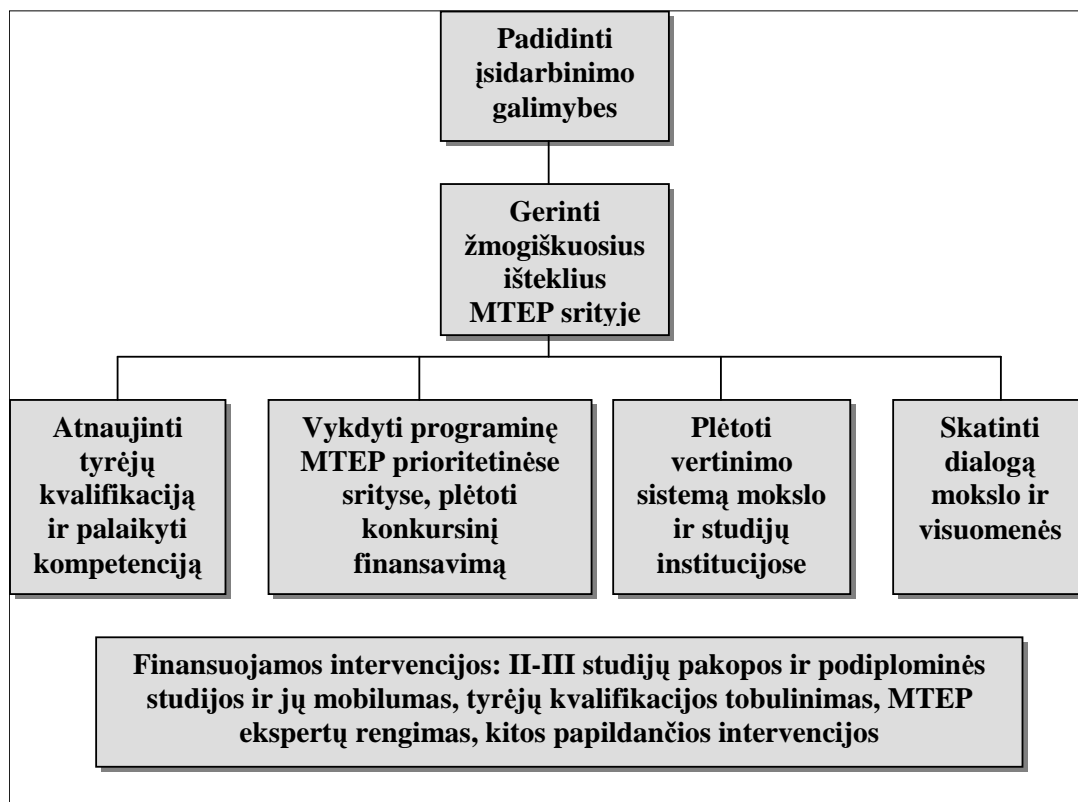 Padidinti
įsidarbinimo
galimybes
Gerinti
žmogiškuosius
išteklius
MTEP srityje
Atnaujinti
tyrėjų
kvalifikaciją
ir palaikyti
kompetenciją
Vykdyti programinę
MTEP prioritetinėse
srityse, plėtoti
konkursinį
finansavimą
Plėtoti
vertinimo
sistemą mokslo
ir studijų
institucijose
Skatinti
dialogą
mokslo ir
visuomenės
Finansuojamos intervencijos: II-III studijų pakopos ir podiplominės
studijos ir jų mobilumas, tyrėjų kvalifikacijos tobulinimas, MTEP
ekspertų rengimas, kitos papildančios intervencijos